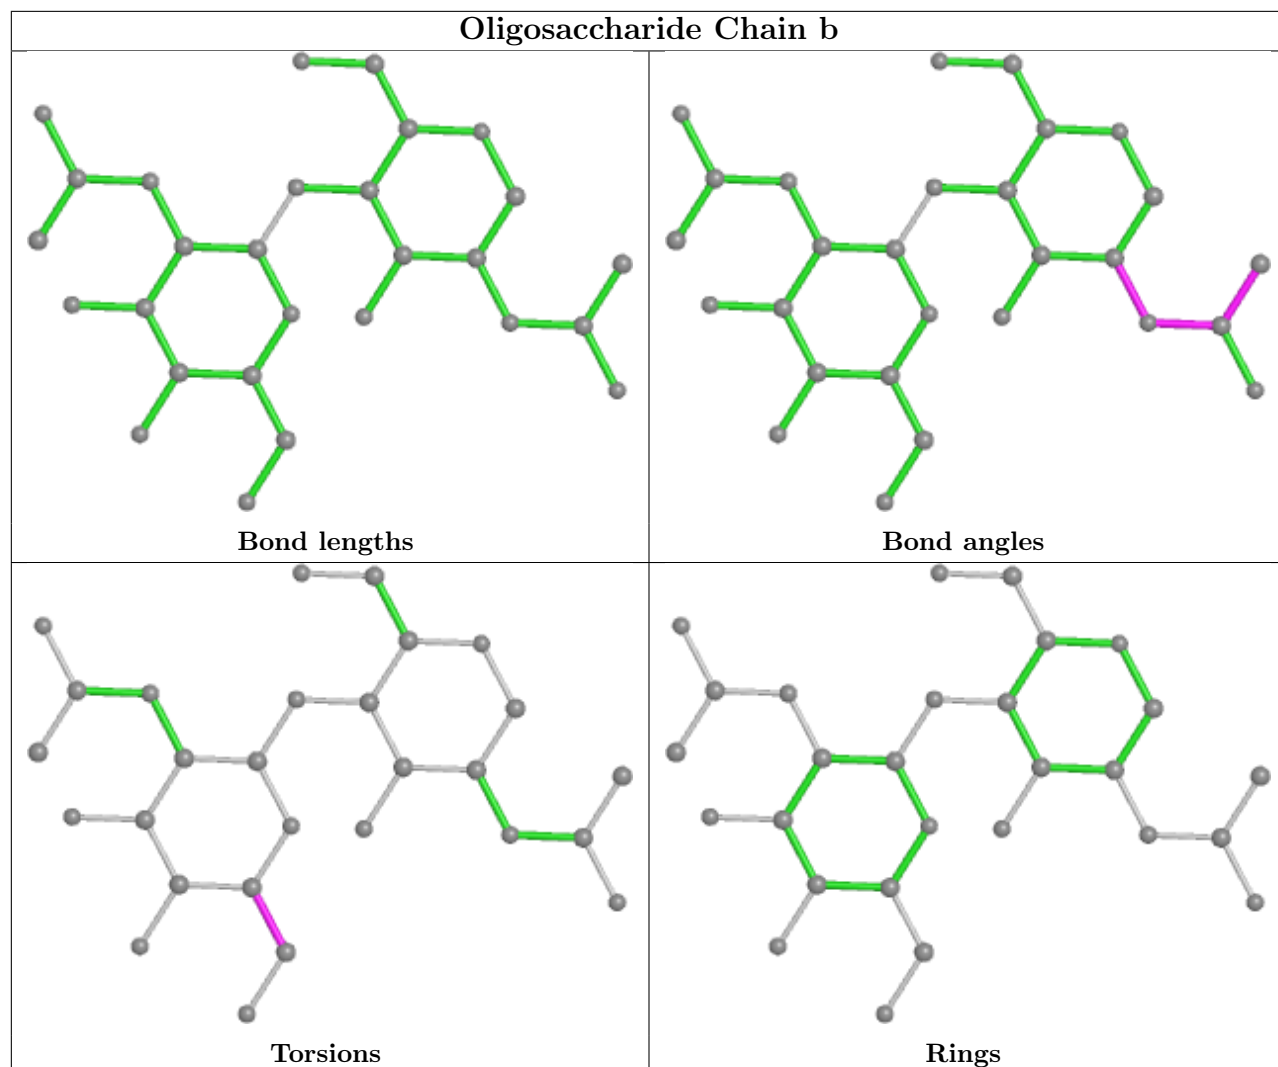 Oligosaccharide Chain b
Bond lengths
Bond angles
Torsions
Rings